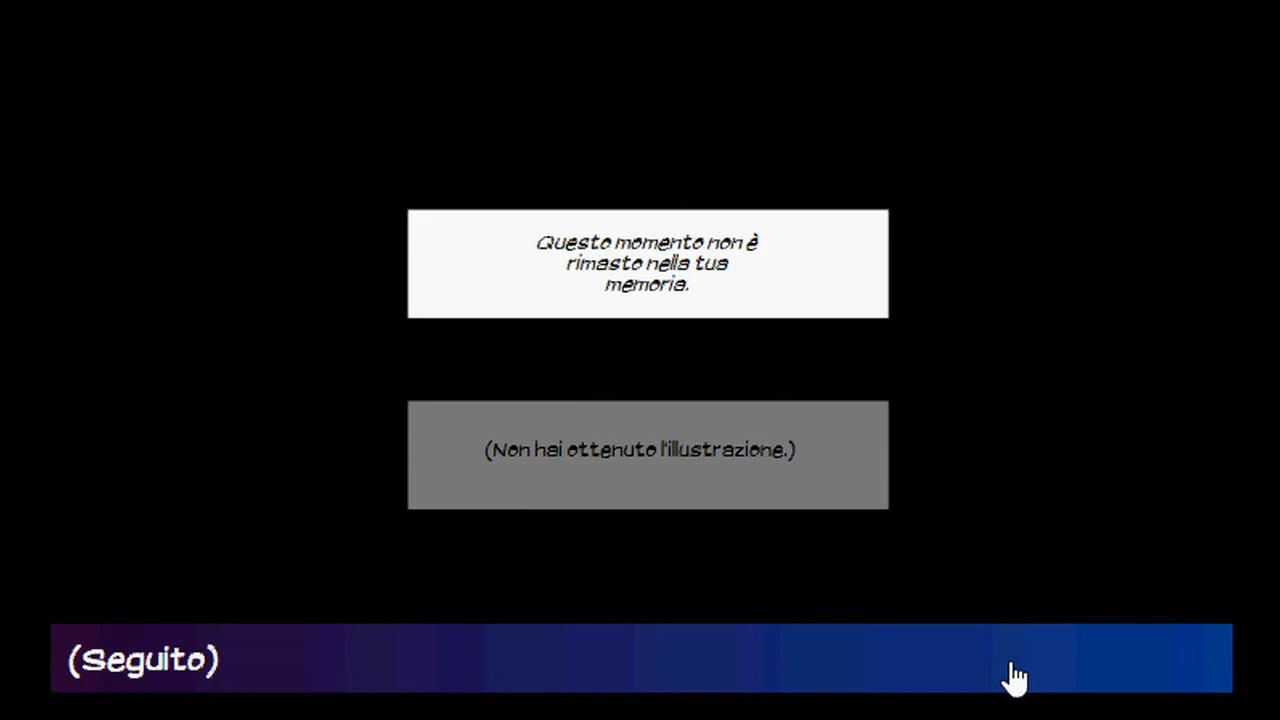 Questo momento non è
rimasto nella tua
memoria.
(Non hai ottenuto l'illustrazione.)
(Seguito)